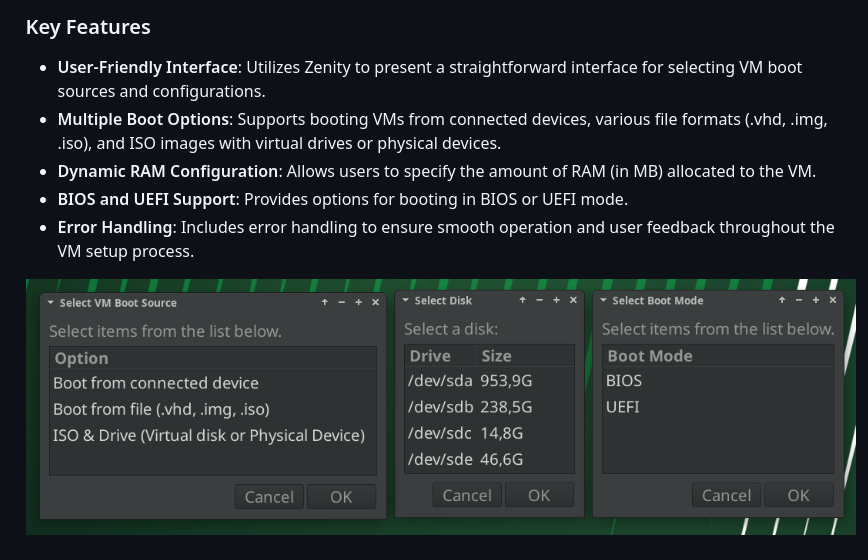 Key Features
User-Friendly Interface: Utilizes Zenity to present a straightforward interface for selecting VM boot
sources and configurations.
Multiple Boot Options: Supports booting VMs from connected devices, various file formats (.vhd, .img,
.iso), and ISO images with virtual drives or physical devices.
Dynamic RAM Configuration: Allows users to specify the amount of RAM (in MB) allocated to the VM.
BIOS and UEFI Support: Provides options for booting in BIOS or UEFI mode.
Error Handling: Includes error handling to ensure smooth operation and user feedback throughout the
VM setup process.
Select VM Boot Source
Select items from the list below.
Option
Boot from connected device
Boot from file (.vhd, .img, .iso)
ISO & Drive (Virtual disk or Physical Device)
Cancel OK
Select Disk
Select a disk:
Drive Size
/dev/sda 953,9G
/dev/sdb 238,5G
/dev/sdc 14,8G
/dev/sde 46,6G
Cancel OK
Select Boot Mode
Select items from the list below.
Boot Mode
BIOS
UEFI
Cancel OK